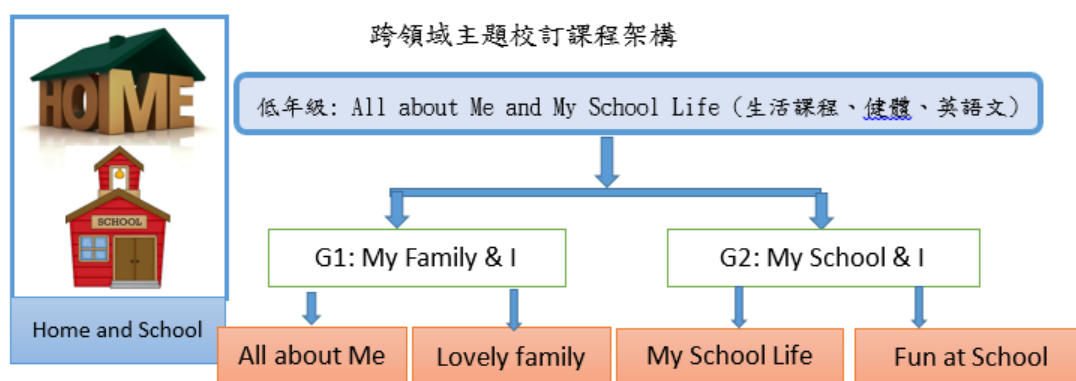 跨領域主題校訂課程架構
HOME
低年級: All about Me and My School Life (生活課程、健體、英語文)
SCHOOL
G1: My Family & I
G2: My School & I
Home and School
All about Me
Lovely family
My School Life
Fun at School